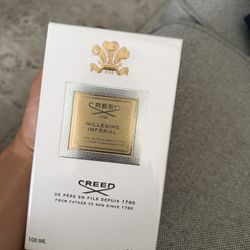 CREED
1760
MILLESIME
IMPERIAL
CREED
DE PÈRE EN FILS DEPUIS 1760
FROM FATHER TO SON SINCE 1760
100 ML